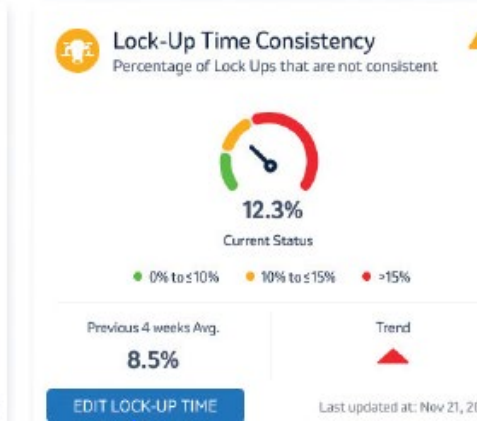 Lock-Up Time Consistency
Percentage of Lock Ups that are not consistent
12.3%
Current Status
0% to ≤10%
10% to ≤15%
>15%
Previous 4 weeks Avg.
Trend
8.5%
EDIT LOCK-UP TIME
Last updated at: Nov 21, 20